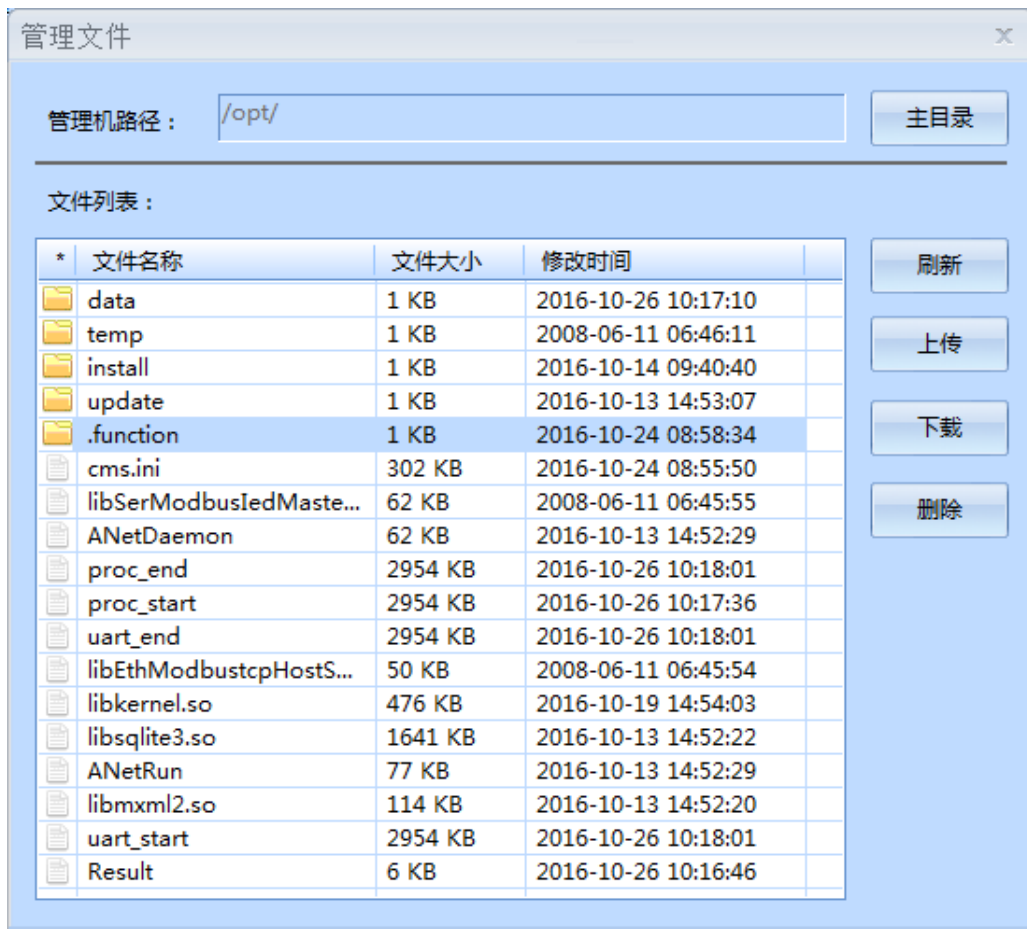 管理文件
管理机路径： /opt/ 主目录
文件列表：
* 文件名称 文件大小 修改时间
data 1 KB 2016-10-26 10:17:10
temp 1 KB 2008-06-11 06:46:11
install 1 KB 2016-10-14 09:40:40
update 1 KB 2016-10-13 14:53:07
.function 1 KB 2016-10-24 08:58:34
cms.ini 302 KB 2016-10-24 08:55:50
libSerModbusIedMaste... 62 KB 2008-06-11 06:45:55
ANetDaemon 62 KB 2016-10-13 14:52:29
proc_end 2954 KB 2016-10-26 10:18:01
proc_start 2954 KB 2016-10-26 10:17:36
uart_end 2954 KB 2016-10-26 10:18:01
libEthModbustcpHostS... 50 KB 2008-06-11 06:45:54
libkernel.so 476 KB 2016-10-19 14:54:03
libsqlite3.so 1641 KB 2016-10-13 14:52:22
ANetRun 77 KB 2016-10-13 14:52:29
libmxml2.so 114 KB 2016-10-13 14:52:20
uart_start 2954 KB 2016-10-26 10:18:01
Result 6 KB 2016-10-26 10:16:46
刷新
上传
下载
删除